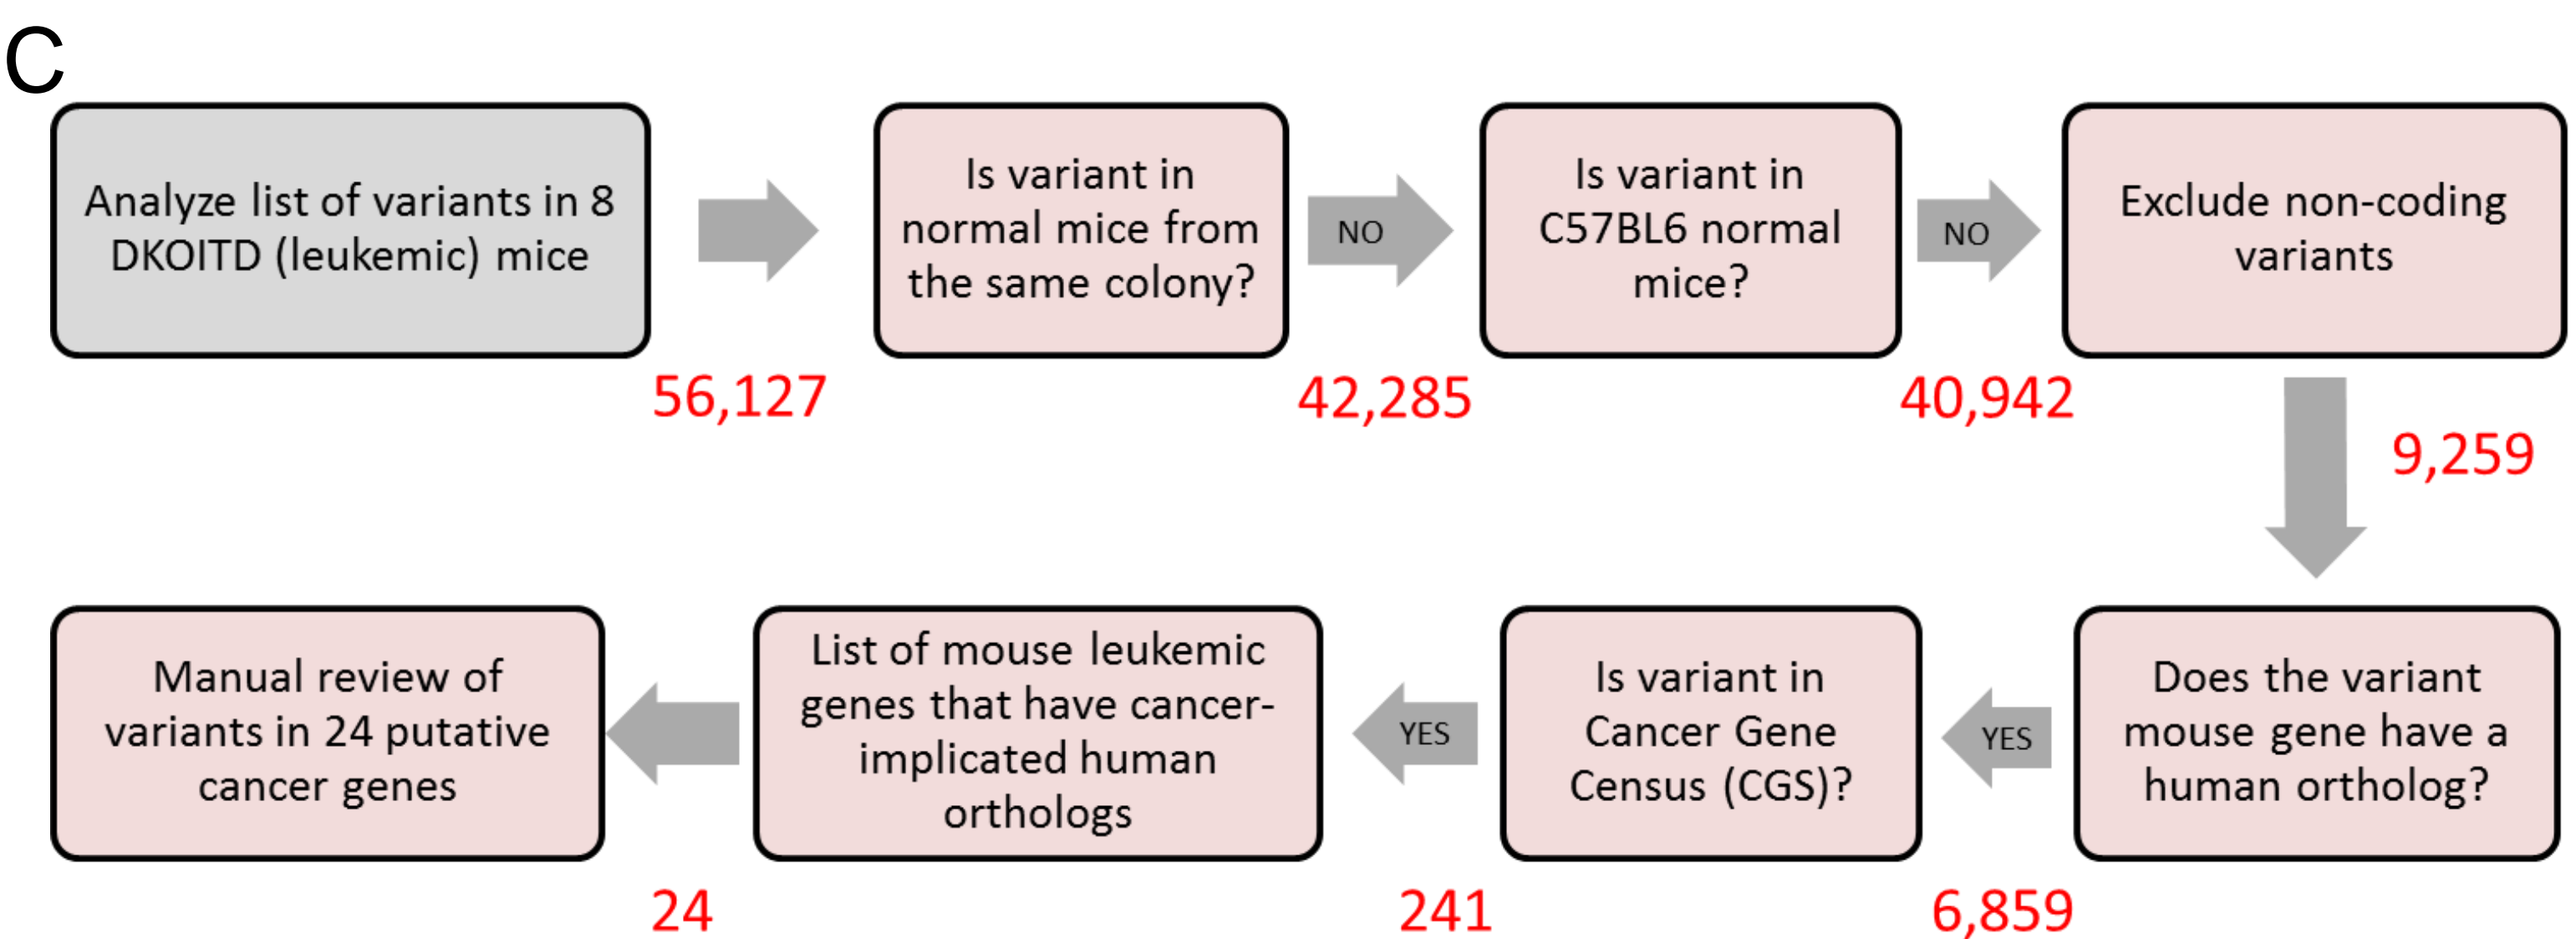 C
Analyze list of variants in 8
DKOITD (leukemic) mice
56,127
Is variant in
normal mice from
the same colony?
NO
42,285
Is variant in
C57BL6 normal
mice?
NO
40,942
Exclude non-coding
variants
9,259
Does the variant
mouse gene have a
human ortholog?
YES
6,859
Is variant in
Cancer Gene
Census (CGS)?
YES
241
List of mouse leukemic
genes that have cancer-
implicated human
orthologs
24
Manual review of
variants in 24 putative
cancer genes